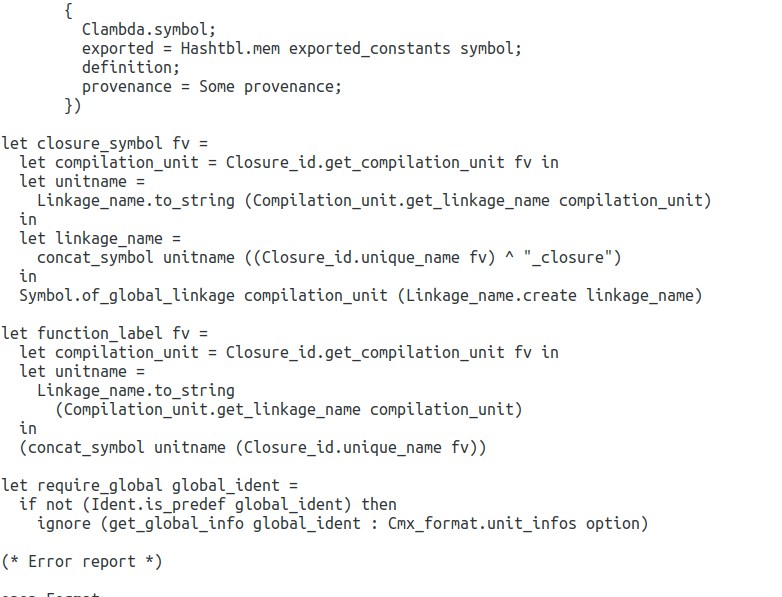 {
Clambda.symbol;
exported = Hashtbl.mem exported_constants symbol;
definition;
provenance = Some provenance;
})
let closure_symbol fv =
let compilation_unit = Closure_id.get_compilation_unit fv in
let unitname =
Linkage_name.to_string (Compilation_unit.get_linkage_name compilation_unit)
in
let linkage_name =
concat_symbol unitname ((Closure_id.unique_name fv) ^ "_closure")
in
Symbol.of_global_linkage compilation_unit (Linkage_name.create linkage_name)
let function_label fv =
let compilation_unit = Closure_id.get_compilation_unit fv in
let unitname =
Linkage_name.to_string
(Compilation_unit.get_linkage_name compilation_unit)
in
(concat_symbol unitname (Closure_id.unique_name fv))
let require_global global_ident =
if not (Ident.is_predef global_ident) then
ignore (get_global_info global_ident : Cmx_format.unit_infos option)
(* Error report *)